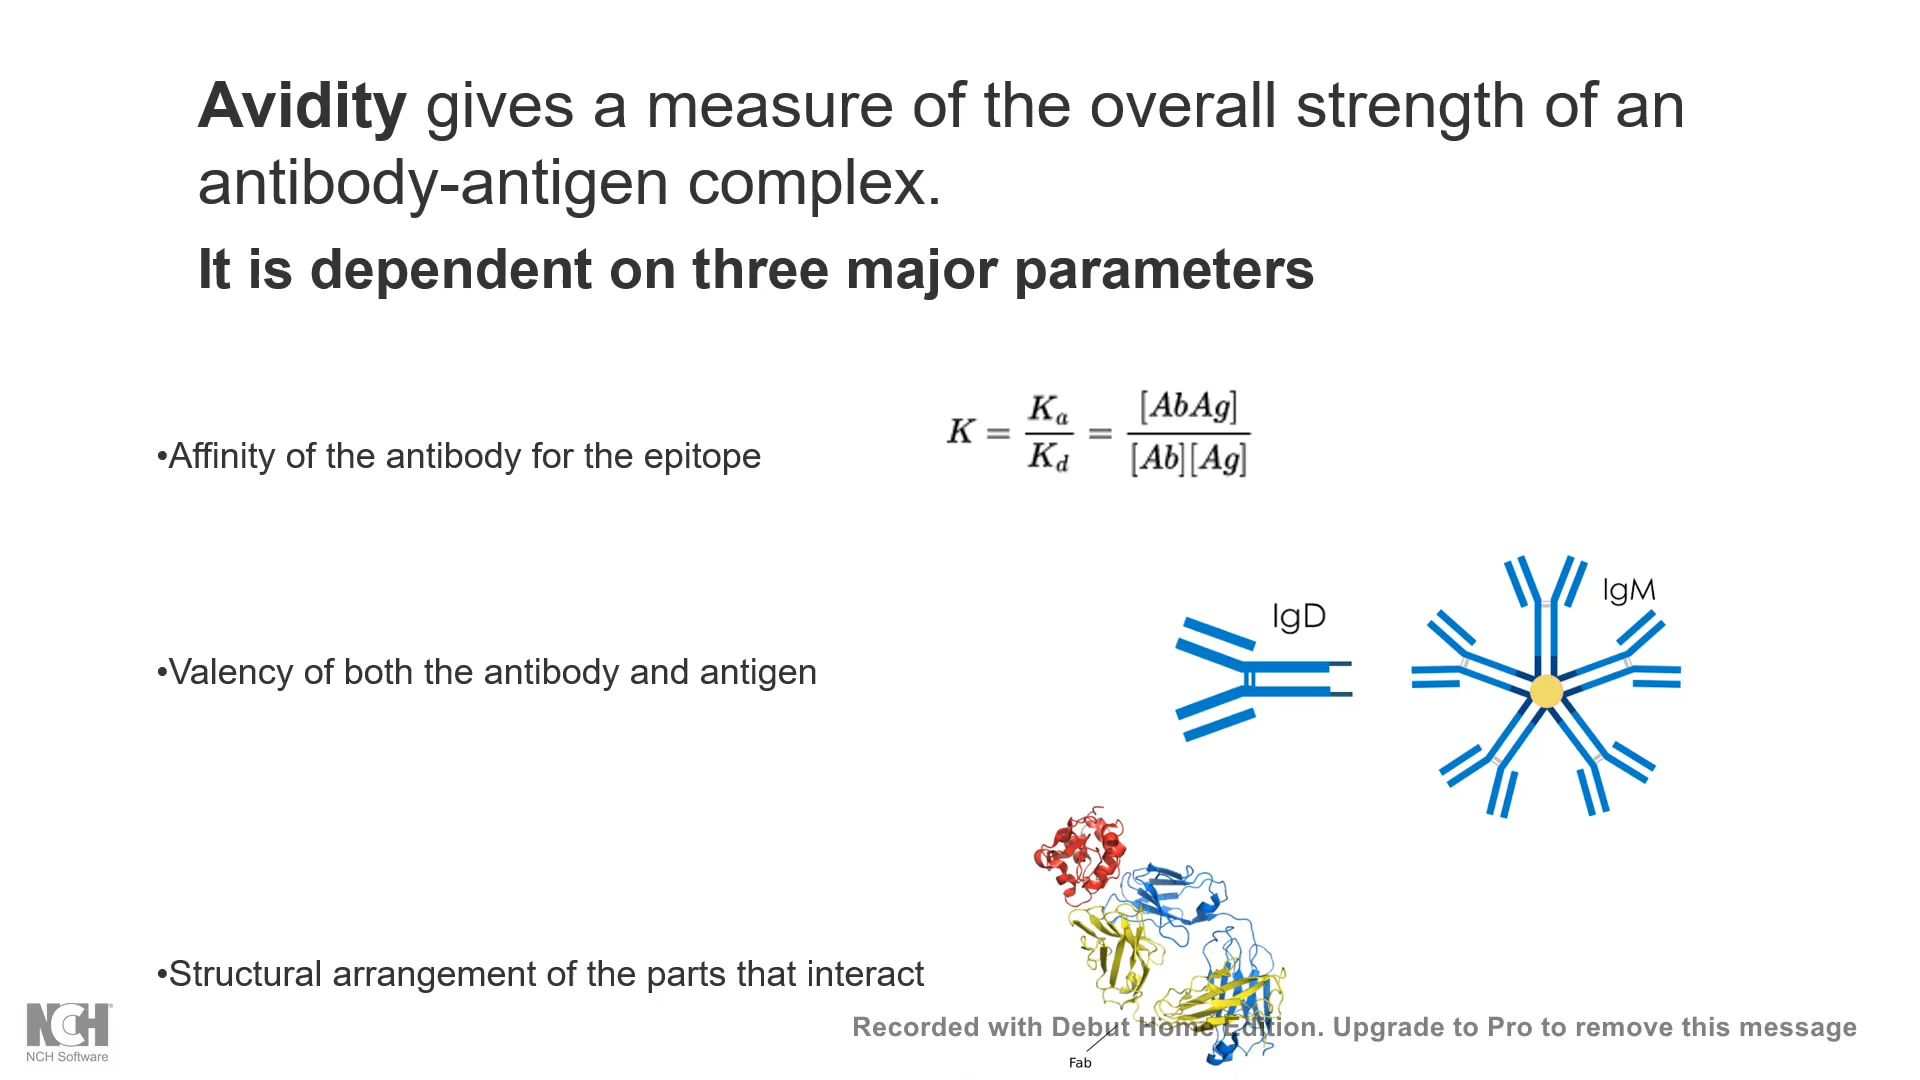 Avidity gives a measure of the overall strength of an
antibody-antigen complex.
It is dependent on three major parameters
•Affinity of the antibody for the epitope
K = K_a / K_d = [AbAg] / [Ab][Ag]
•Valency of both the antibody and antigen
IgD
IgM
•Structural arrangement of the parts that interact
Fab
NCH®
NCH Software
Recorded with Debut Home Edition. Upgrade to Pro to remove this message